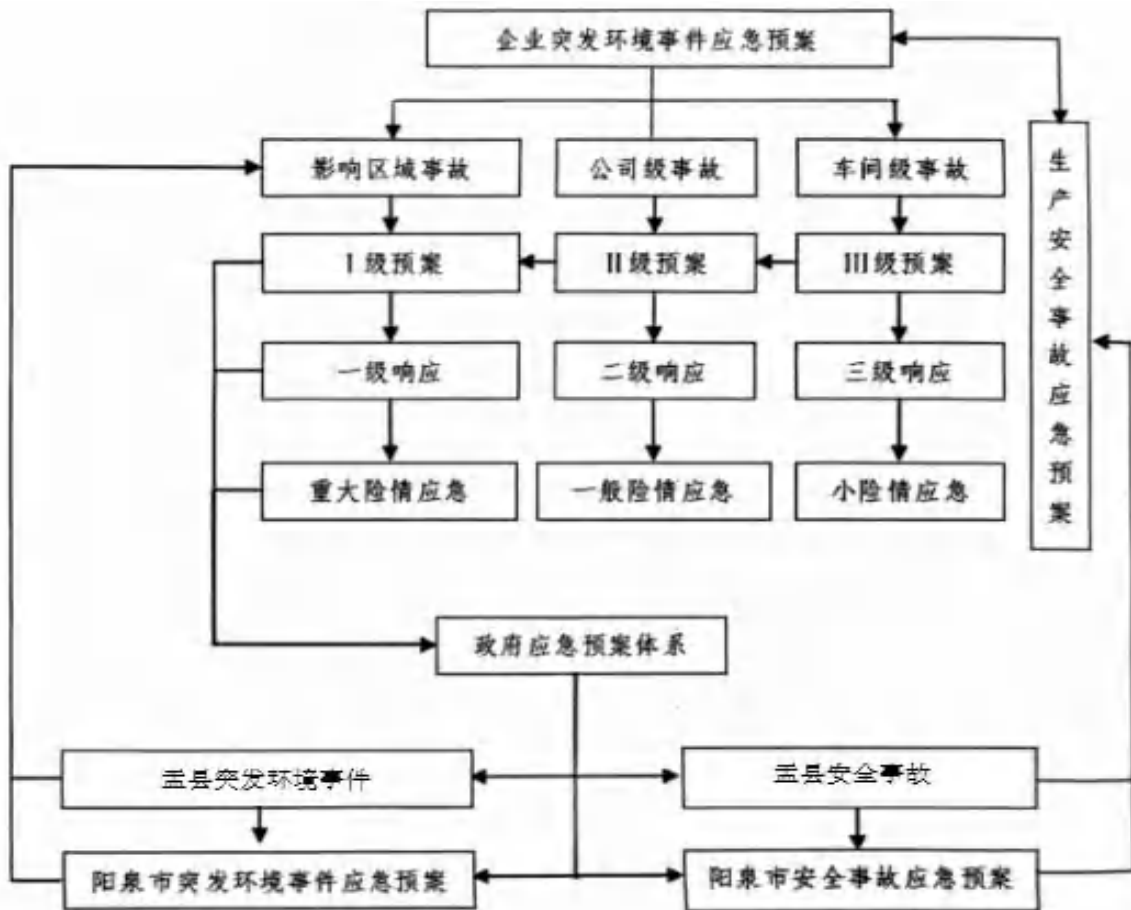 企业突发环境事件应急预案
影响区域事故
公司级事故
车间级事故
生产安全事故应急预案
I级预案
II级预案
III级预案
一级响应
二级响应
三级响应
重大险情应急
一般险情应急
小险情应急
政府应急预案体系
盂县突发环境事件
盂县安全事故
阳泉市突发环境事件应急预案
阳泉市安全事故应急预案